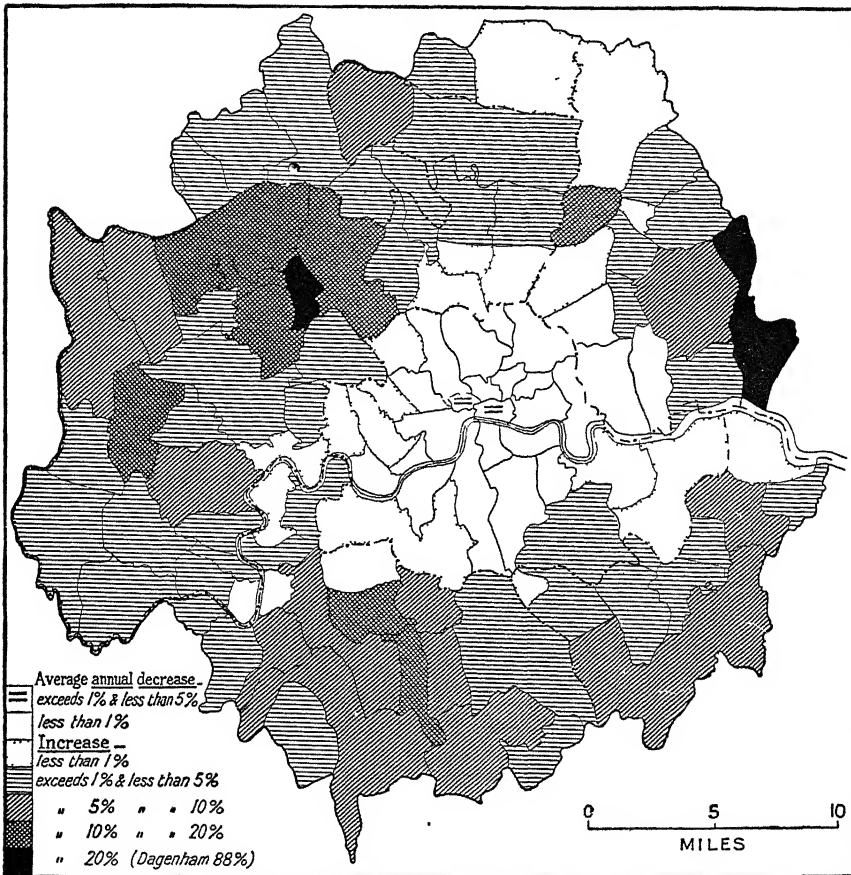 Average annual decrease –
exceeds 1% & less than 5%
less than 1%
Increase –
less than 1%
exceeds 1% & less than 5%
" 5% " " 10%
" 10% " " 20%
" 20% (Dagenham 88%)
0 5 10
MILES